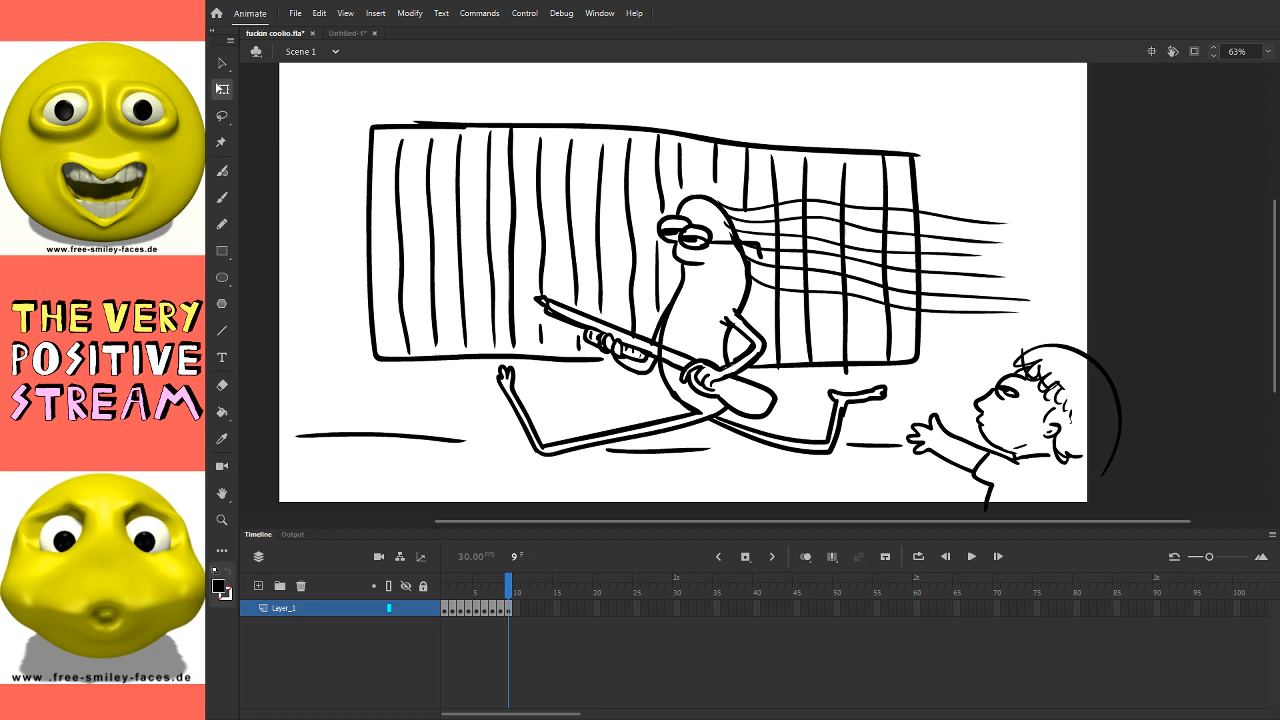 Animate File Edit View Insert Modify Text Commands Control Debug Window Help
fuckin coolio.fla* × Untitled-1* ×
Scene 1 63%
www.free-smiley-faces.de
THE VERY
POSITIVE
STREAM
www .free-smiley-faces.de
Timeline Output
30.00 FPS 9 F
1s 2s 3s
5 10 15 20 25 30 35 40 45 50 55 60 65 70 75 80 85 90 95 100
Layer_1